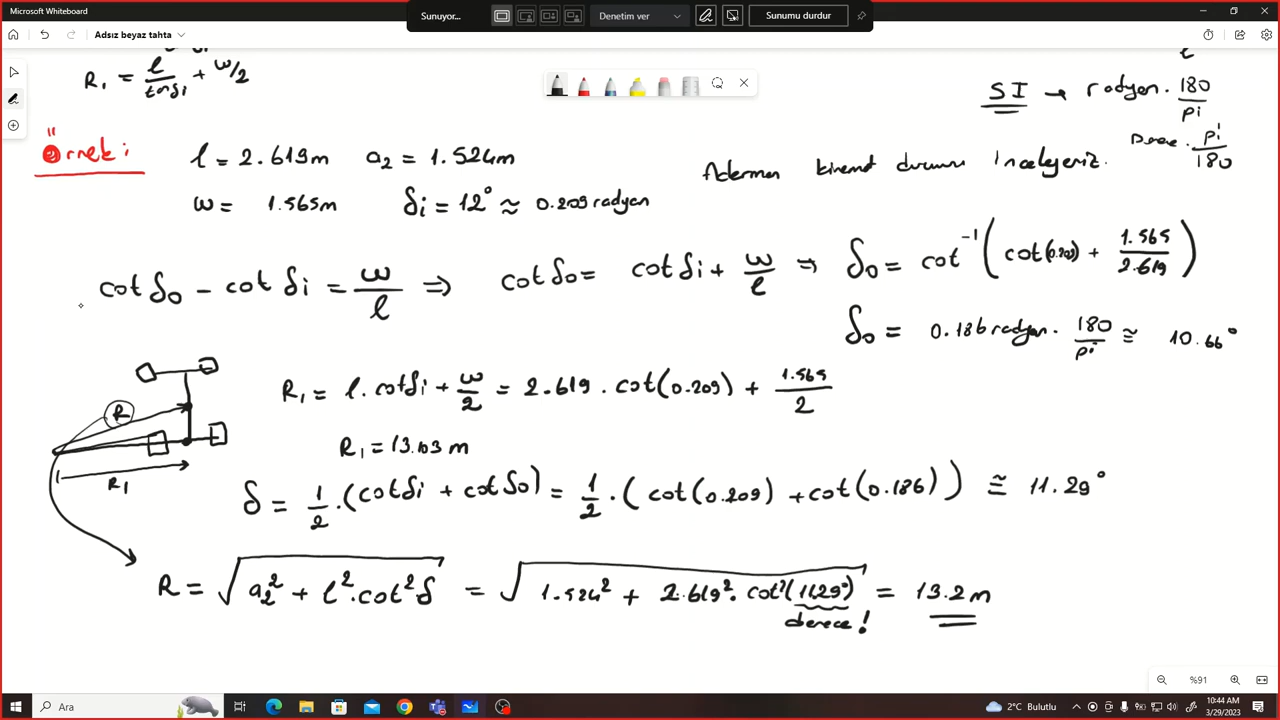 Microsoft Whiteboard
Sunuyor...
Denetim ver
Sunumu durdur
Adsız beyaz tahta
R₁ = l/tanδi + w/2
SI → radyan · 180/pi
Derece · pi/180
Örnek:
l = 2.619m a₂ = 1.524m
w = 1.565m δi = 12° ≈ 0.209 radyan
incelyeriz.
cot δo - cot δi = w/l ⇒ cot δo = cot δi + w/l ⇒ δo = cot⁻¹(cot(0.209) + 1.565/2.619)
δo = 0.186 radyan · 180/pi ≅ 10.66°
R₁ = l · cotδi + w/2 = 2.619 · cot(0.209) + 1.565/2
R₁ = 13.103 m
R
R₁
δ = 1/2 · (cotδi + cotδo) = 1/2 · (cot(0.209) + cot(0.186)) ≅ 11.29°
R = √(a₂² + l² · cot²δ) = √(1.524² + 2.619² · cot²(11.29°)) = 13.2 m
derece!
%91
Ara
2°C Bulutlu
10:44 AM
3/29/2023